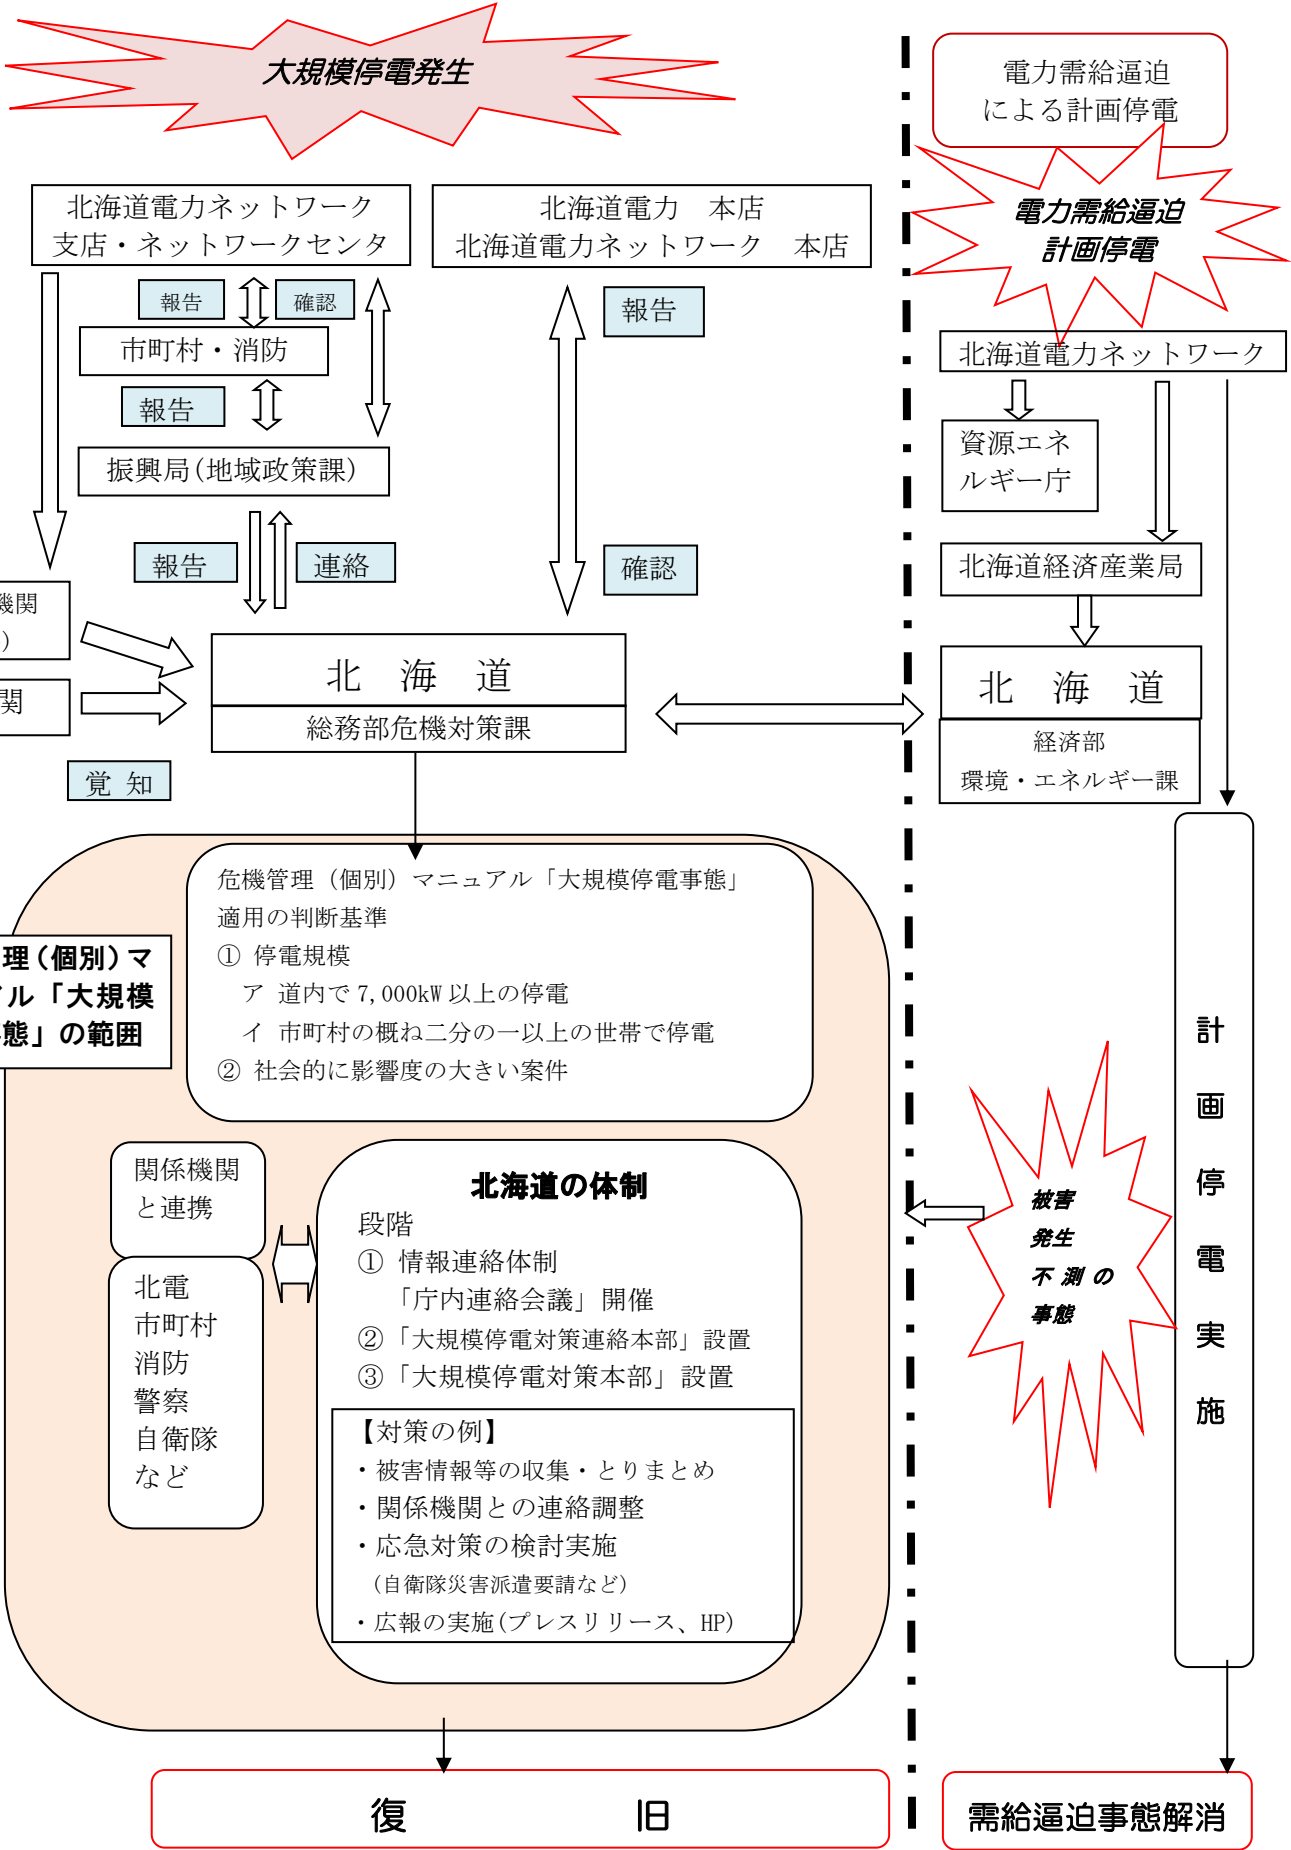 大規模停電発生
北海道電力ネットワーク
支店・ネットワークセンタ
北海道電力　本店
北海道電力ネットワーク　本店
報告
確認
市町村・消防
報告
振興局(地域政策課)
報告
連絡
報告
確認
機関
)
関
北　海　道
総務部危機対策課
覚 知
危機管理（個別）マニュアル「大規模停電事態」
適用の判断基準
① 停電規模
ア 道内で 7,000kW 以上の停電
イ 市町村の概ね二分の一以上の世帯で停電
② 社会的に影響度の大きい案件
理（個別）マ
アル「大規模
態」の範囲
関係機関
と連携
北電
市町村
消防
警察
自衛隊
など
北海道の体制
段階
① 情報連絡体制
「庁内連絡会議」開催
②「大規模停電対策連絡本部」設置
③「大規模停電対策本部」設置
【対策の例】
・被害情報等の収集・とりまとめ
・関係機関との連絡調整
・応急対策の検討実施
（自衛隊災害派遣要請など）
・広報の実施(プレスリリース、HP)
復　旧
電力需給逼迫
による計画停電
電力需給逼迫
計画停電
北海道電力ネットワーク
資源エネ
ルギー庁
北海道経済産業局
北　海　道
経済部
環境・エネルギー課
計
画
停
電
実
施
被害
発生
不 測 の
事態
需給逼迫事態解消